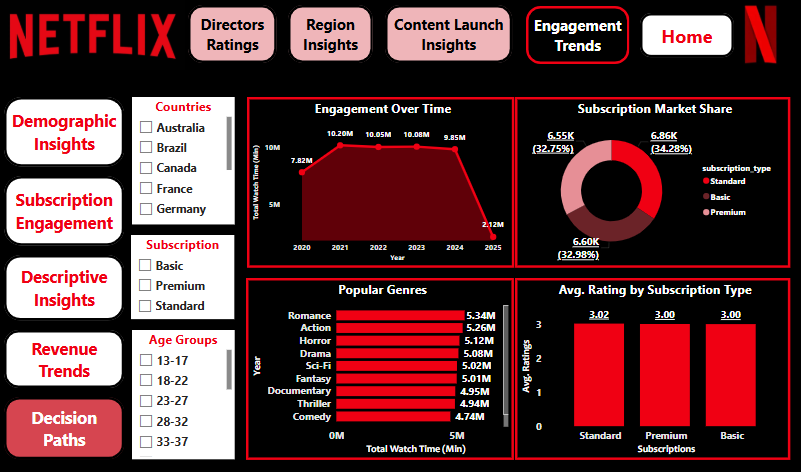 NETFLIX
Directors
Ratings
Region
Insights
Content Launch
Insights
Engagement
Trends
Home
Demographic
Insights
Subscription
Engagement
Descriptive
Insights
Revenue
Trends
Decision
Paths
Countries
Australia
Brazil
Canada
France
Germany
Subscription
Basic
Premium
Standard
Age Groups
13-17
18-22
23-27
28-32
33-37
Engagement Over Time
Total Watch Time (Min)
10M
5M
7.82M
10.20M
10.05M
10.08M
9.85M
2.12M
2020
2021
2022
2023
2024
2025
Year
Subscription Market Share
6.55K
(32.75%)
6.86K
(34.28%)
6.60K
(32.98%)
subscription_type
Standard
Basic
Premium
Popular Genres
Year
Romance 5.34M
Action 5.26M
Horror 5.12M
Drama 5.08M
Sci-Fi 5.02M
Fantasy 5.01M
Documentary 4.95M
Thriller 4.94M
Comedy 4.74M
0M 5M
Total Watch Time (Min)
Avg. Rating by Subscription Type
Avg. Ratings
3
2
1
0
3.02 3.00 3.00
Standard Premium Basic
Subscriptions